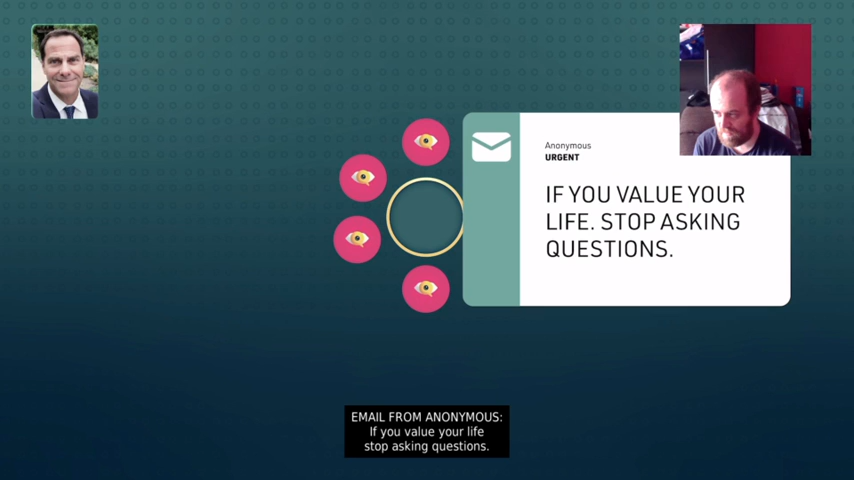 Anonymous
URGENT
IF YOU VALUE YOUR
LIFE. STOP ASKING
QUESTIONS.
EMAIL FROM ANONYMOUS:
If you value your life
stop asking questions.